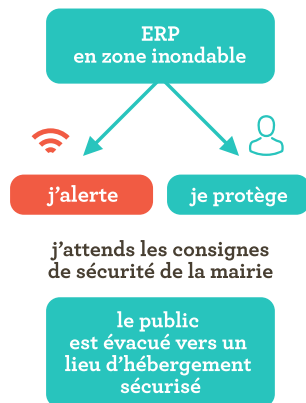 ERP
en zone inondable
j'alerte
je protège
j'attends les consignes
de sécurité de la mairie
le public
est évacué vers un
lieu d'hébergement
sécurisé